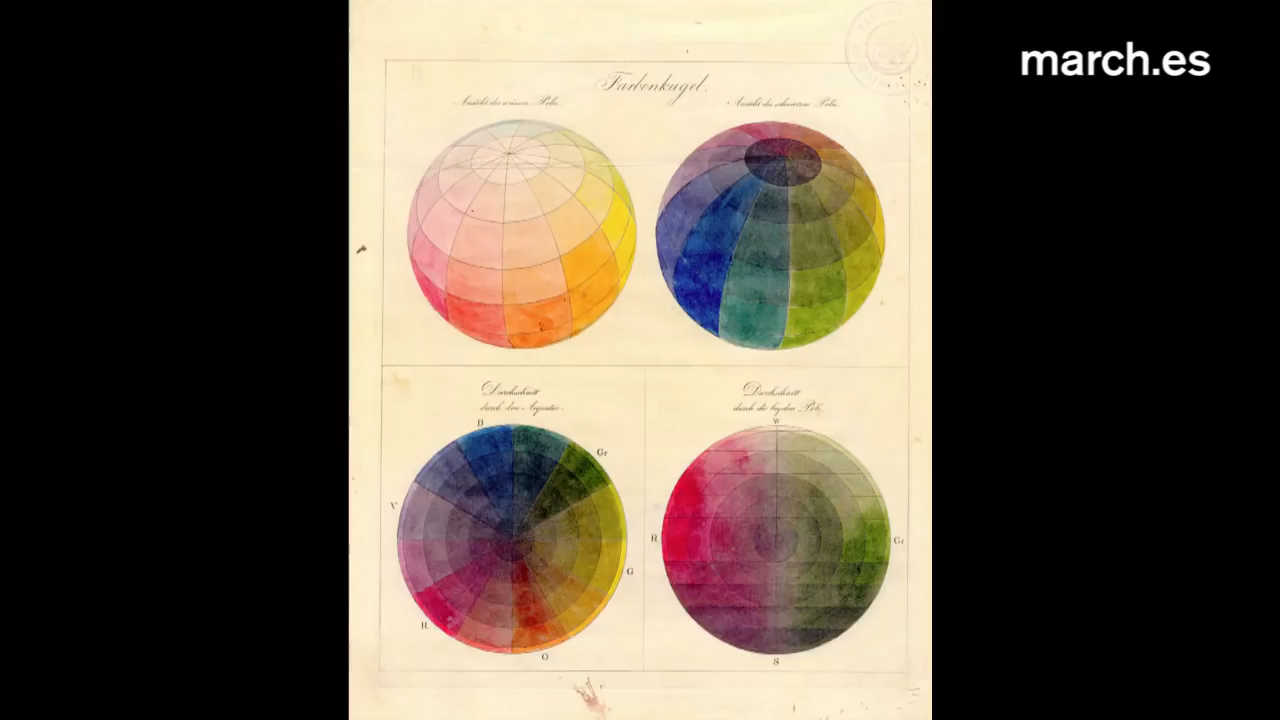 march.es
Farbenkugel.
Ansicht des weissen Pols.
Ansicht des schwarzen Pols.
Durchschnitt
durch den Aequator.
Durchschnitt
durch die beyden Pole.
B
Gr
V
G
R
O
W
R
Gr
S